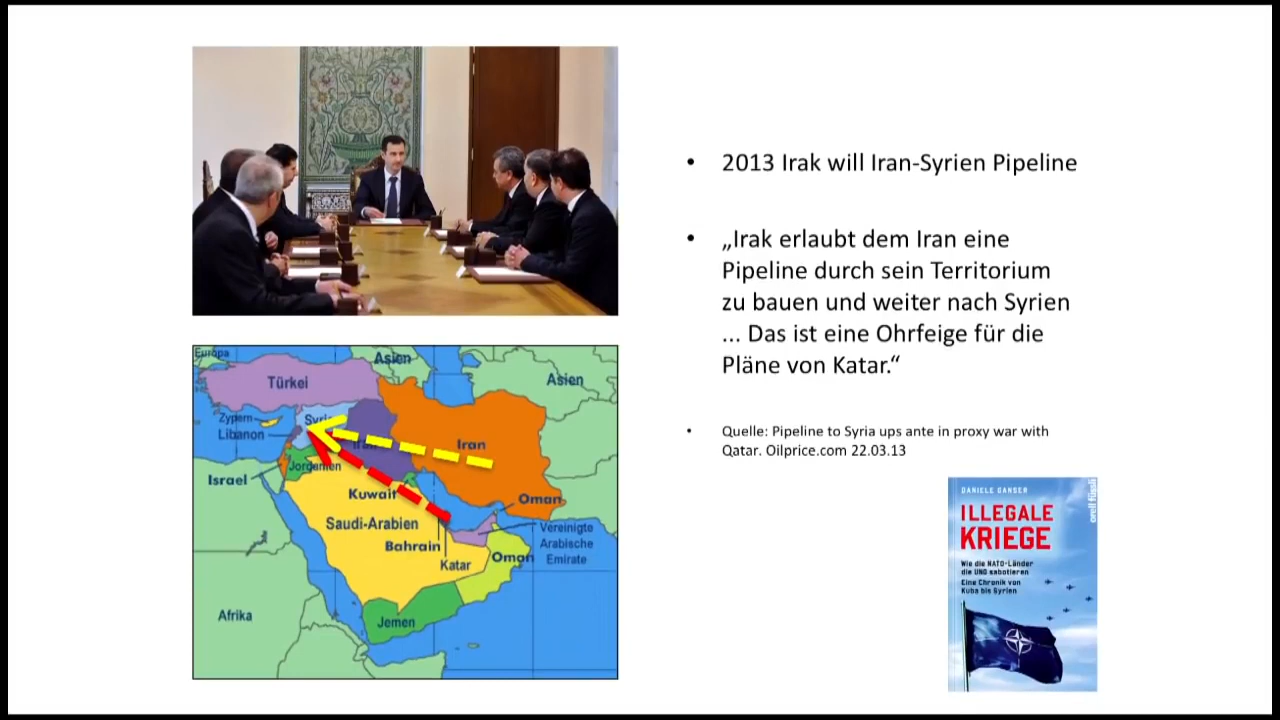 • 2013 Irak will Iran-Syrien Pipeline
• „Irak erlaubt dem Iran eine
Pipeline durch sein Territorium
zu bauen und weiter nach Syrien
... Das ist eine Ohrfeige für die
Pläne von Katar.“
• Quelle: Pipeline to Syria ups ante in proxy war with
Qatar. Oilprice.com 22.03.13
Europa
Asien
Türkei
Asien
Zypern
Libanon
Iran
Jordanien
Israel
Kuwait
Oman
Saudi-Arabien
Vereinigte
Arabische
Emirate
Bahrain
Oman
Katar
Afrika
Jemen
DANIELE GANSER
orell füssli
ILLEGALE
KRIEGE
Wie die NATO-Länder
die UNO sabotieren
Eine Chronik von
Kuba bis Syrien